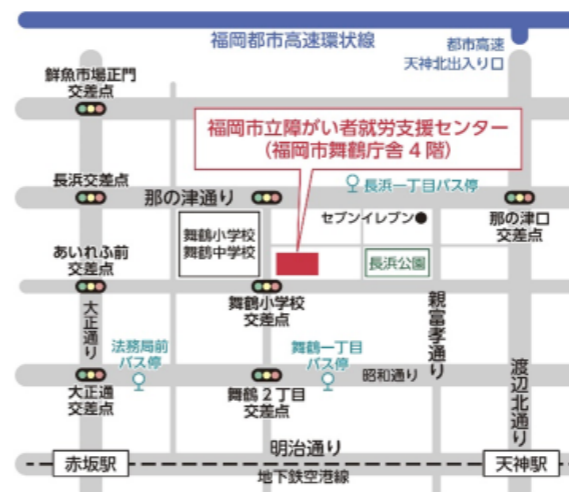 福岡都市高速環状線
都市高速
天神北出入り口
鮮魚市場正門
交差点
福岡市立障がい者就労支援センター
（福岡市舞鶴庁舎 4 階）
長浜交差点
那の津通り
長浜一丁目バス停
セブンイレブン
那の津口
交差点
舞鶴小学校
舞鶴中学校
あいれふ前
交差点
長浜公園
大正通り
舞鶴小学校
交差点
親富孝通り
法務局前
バス停
舞鶴一丁目
バス停
昭和通り
大正通
交差点
舞鶴 2 丁目
交差点
渡辺北通り
明治通り
赤坂駅
天神駅
地下鉄空港線